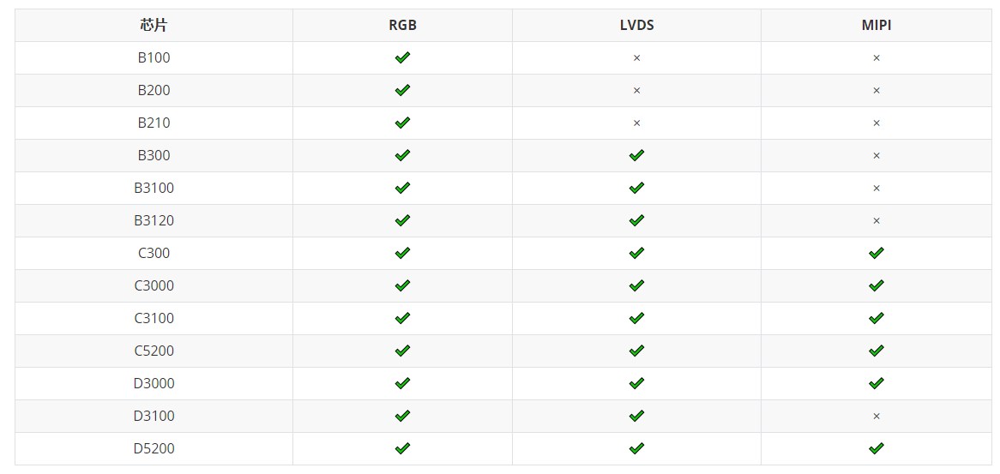 芯片 RGB LVDS MIPI
B100 ✔ × ×
B200 ✔ × ×
B210 ✔ × ×
B300 ✔ ✔ ×
B3100 ✔ ✔ ×
B3120 ✔ ✔ ×
C300 ✔ ✔ ✔
C3000 ✔ ✔ ✔
C3100 ✔ ✔ ✔
C5200 ✔ ✔ ✔
D3000 ✔ ✔ ✔
D3100 ✔ ✔ ×
D5200 ✔ ✔ ✔